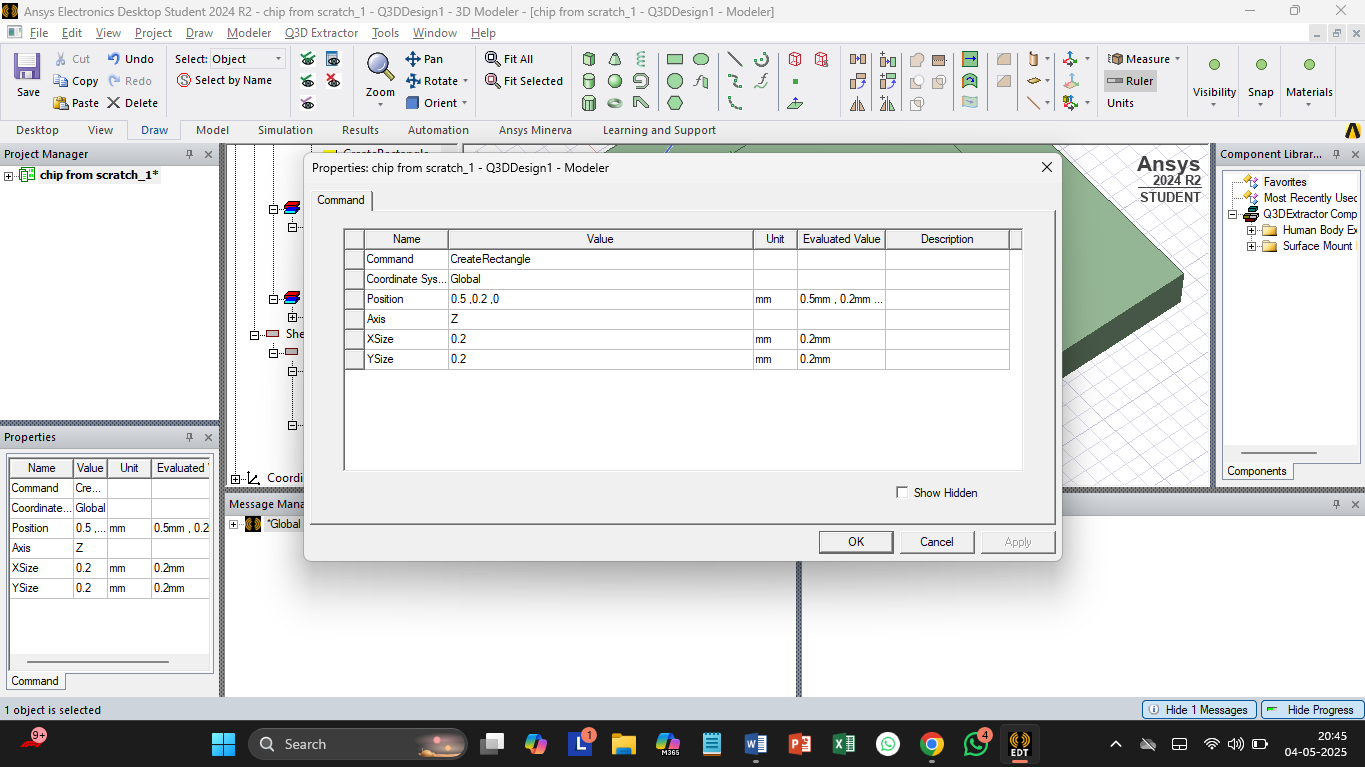 Ansys Electronics Desktop Student 2024 R2 - chip from scratch_1 - Q3DDesign1 - 3D Modeler - [chip from scratch_1 - Q3DDesign1 - Modeler]
File Edit View Project Draw Modeler Q3D Extractor Tools Window Help
Save
Cut
Copy
Paste
Undo
Redo
Delete
Select: Object
Select by Name
Zoom
Pan
Rotate
Orient
Fit All
Fit Selected
Measure
Ruler
Units
Visibility
Snap
Materials
Desktop View Draw Model Simulation Results Automation Ansys Minerva Learning and Support
Project Manager
chip from scratch_1*
She
Coordi
Ansys
2024 R2
STUDENT
Component Librar...
Favorites
Most Recently Used
Q3DExtractor Comp
Human Body Ex
Surface Mount
Components
Properties: chip from scratch_1 - Q3DDesign1 - Modeler
Command
Name Value Unit Evaluated Value Description
Command CreateRectangle
Coordinate Sys... Global
Position 0.5 ,0.2 ,0 mm 0.5mm , 0.2mm ...
Axis Z
XSize 0.2 mm 0.2mm
YSize 0.2 mm 0.2mm
Show Hidden
OK Cancel Apply
Properties
Name Value Unit Evaluated
Command Cre...
Coordinate... Global
Position 0.5 ,... mm 0.5mm , 0.2
Axis Z
XSize 0.2 mm 0.2mm
YSize 0.2 mm 0.2mm
Command
Message Mana
*Global
1 object is selected
Hide 1 Messages
Hide Progress
9+
Search
1
M365
4
EDT
20:45
04-05-2025